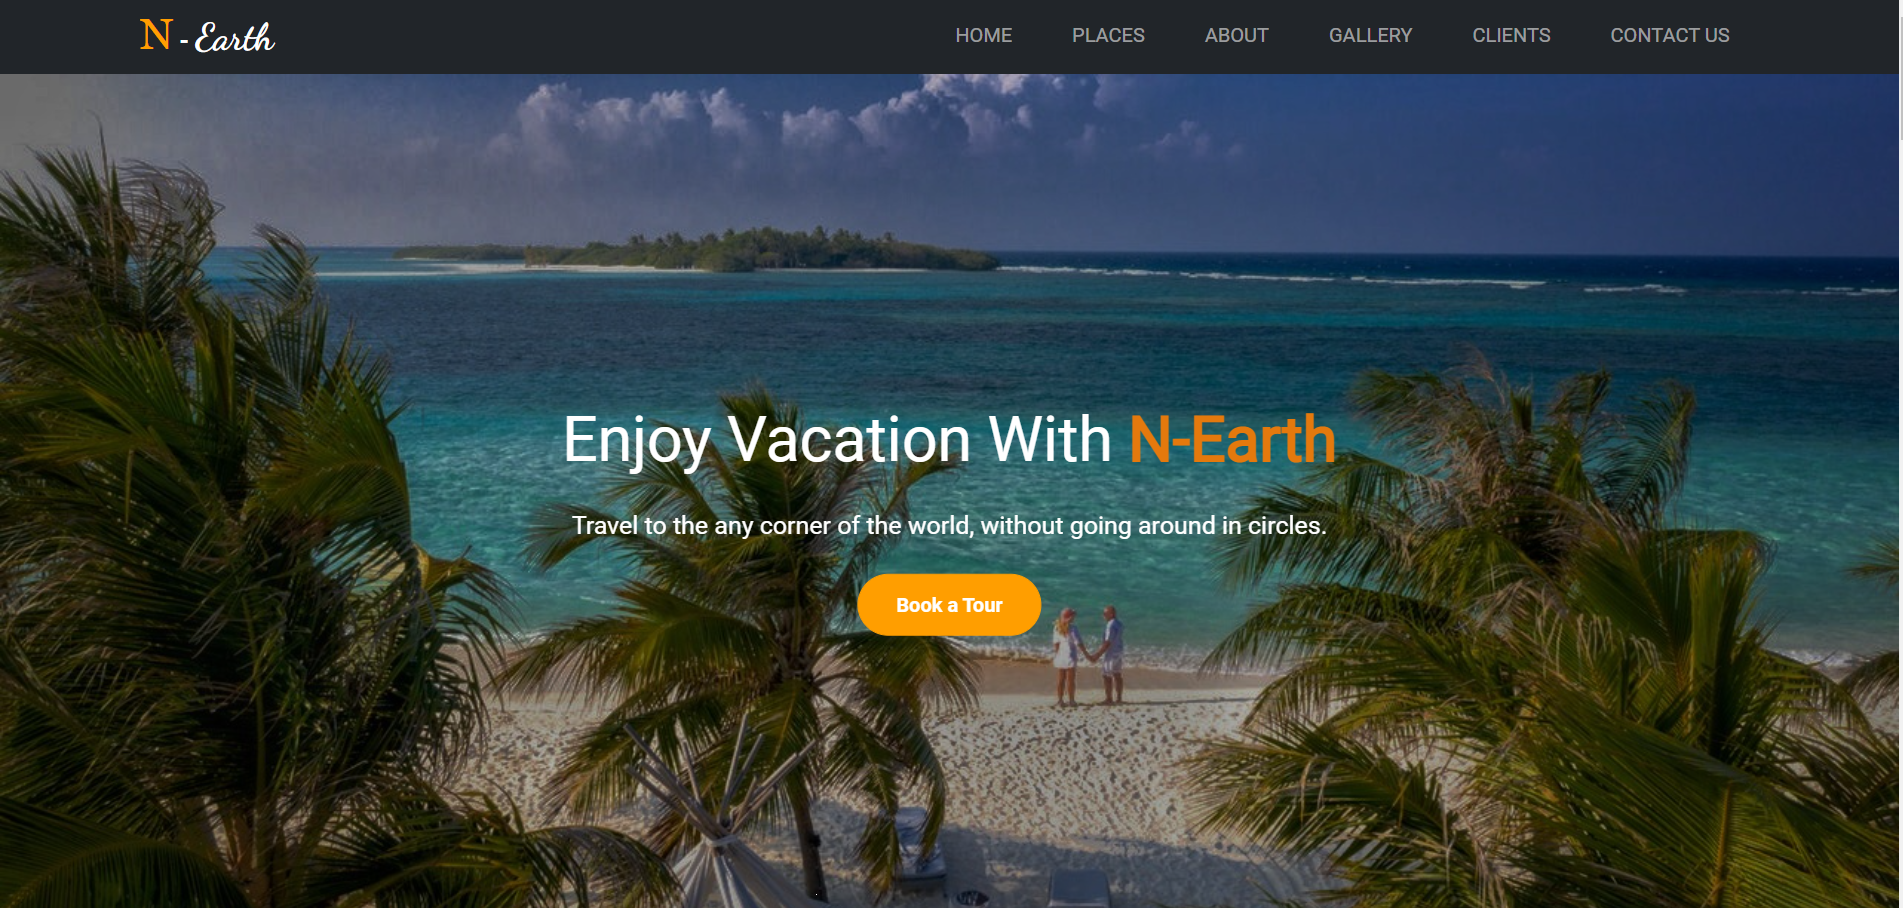 N - Earth
HOME PLACES ABOUT GALLERY CLIENTS CONTACT US
Enjoy Vacation With N-Earth
Travel to the any corner of the world, without going around in circles.
Book a Tour